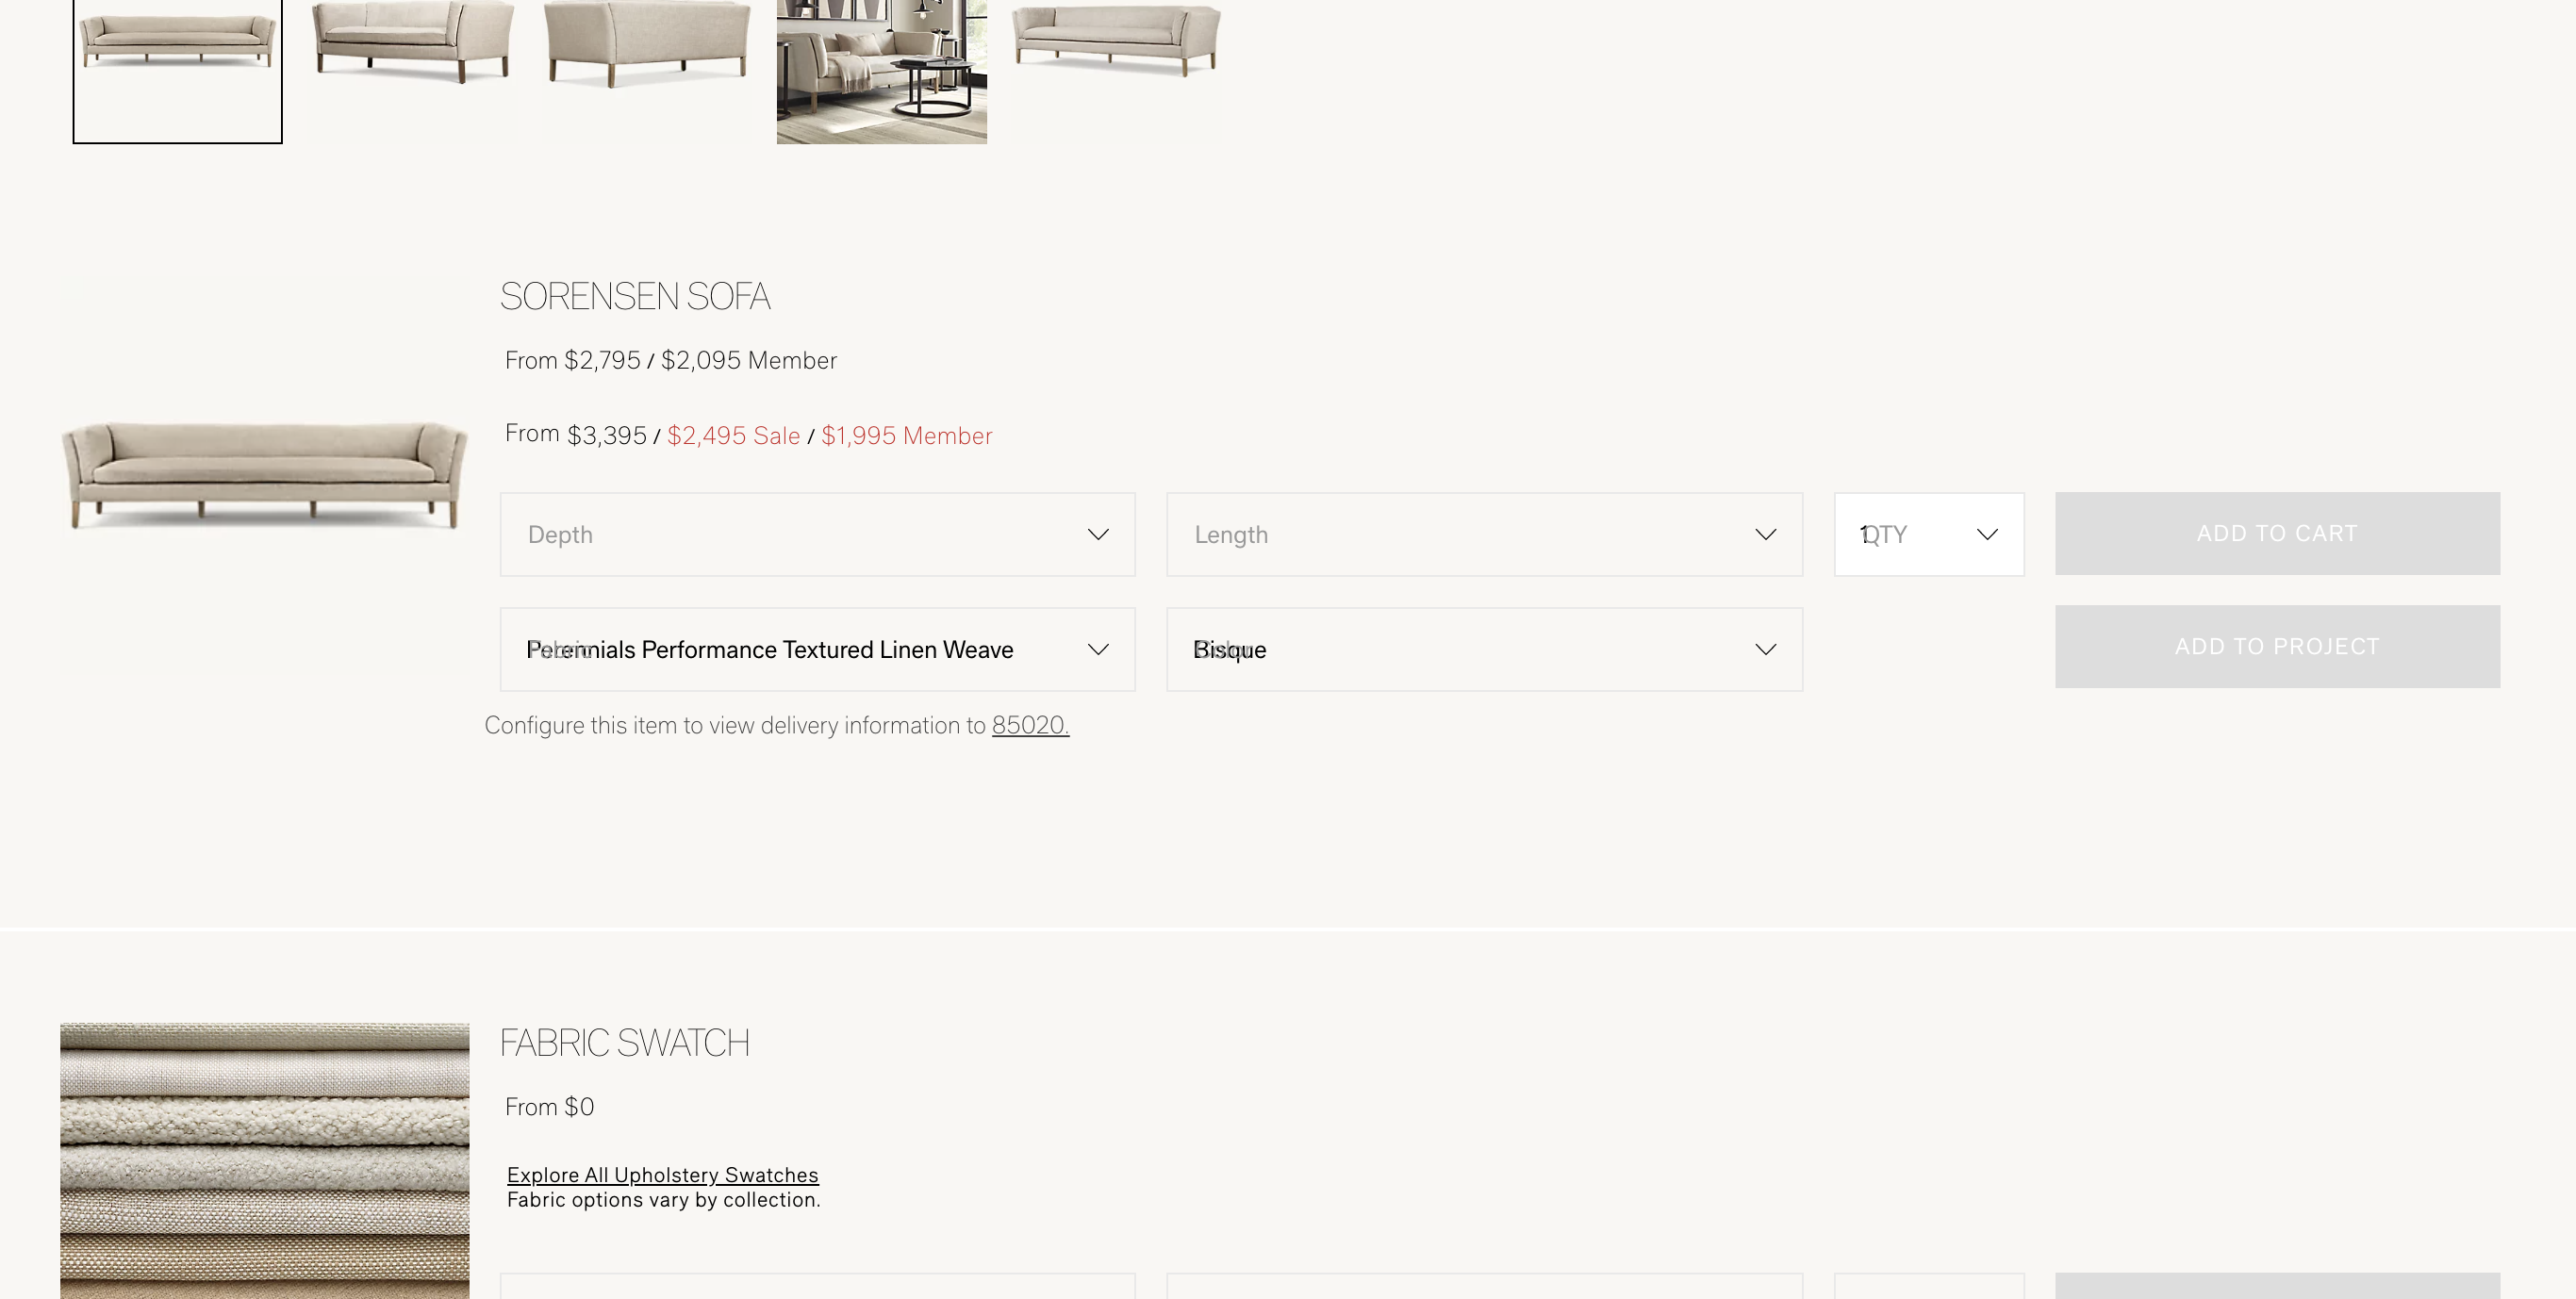 SORENSEN SOFA
From $2,795 / $2,095 Member
From $3,395 / $2,495 Sale / $1,995 Member
Depth
Length
1
QTY
ADD TO CART
Perennials Performance Textured Linen Weave
Fabric
Bisque
Color
ADD TO PROJECT
Configure this item to view delivery information to 85020.
FABRIC SWATCH
From $0
Explore All Upholstery Swatches
Fabric options vary by collection.